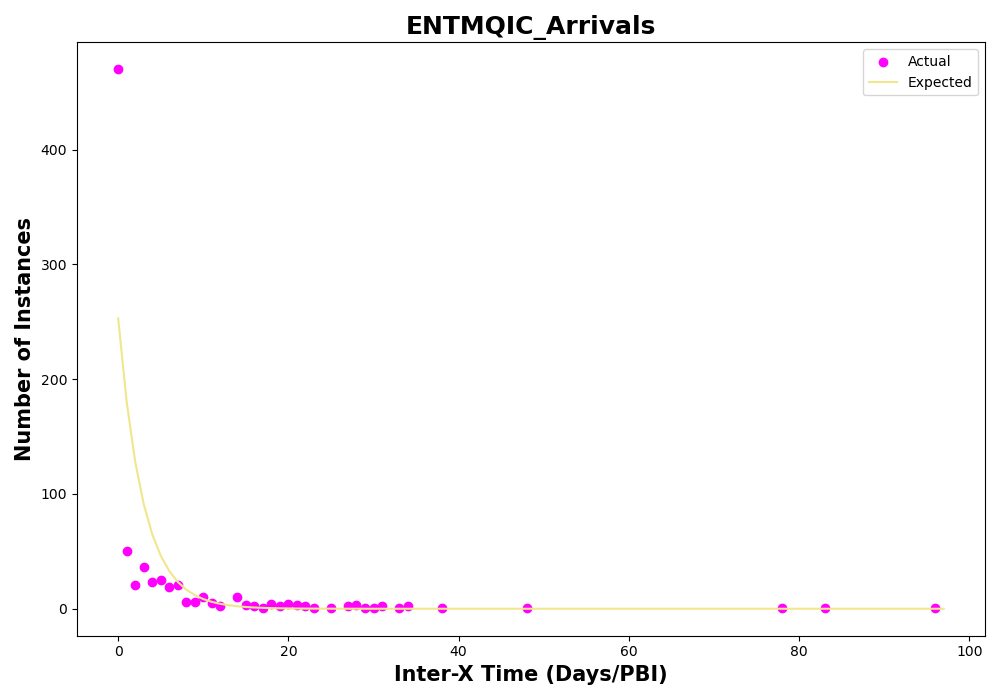 ENTMQIC_Arrivals
Actual
Expected
Number of Instances
400
300
200
100
0
0
20
40
60
80
100
Inter-X Time (Days/PBI)